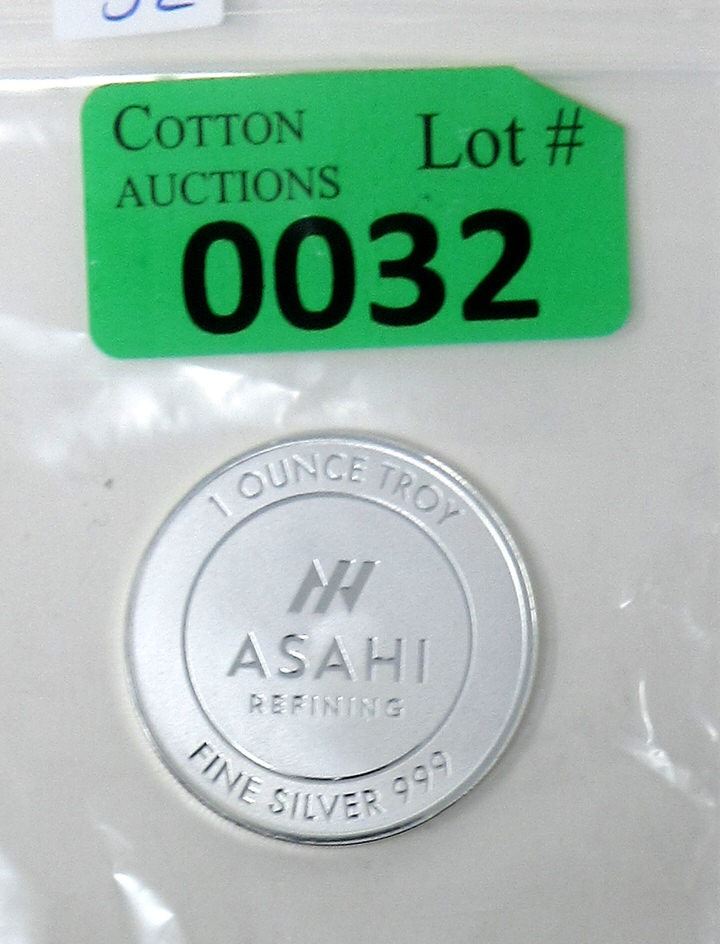 COTTON
AUCTIONS
Lot #
0032
1 OUNCE TROY
ASAHI
REFINING
FINE SILVER 999